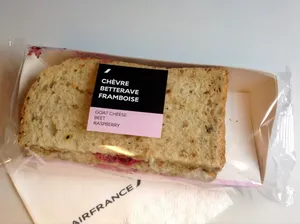 CHÈVRE
BETTERAVE
FRAMBOISE
GOAT CHEESE
BEET
RASPBERRY
AIRFRANCE